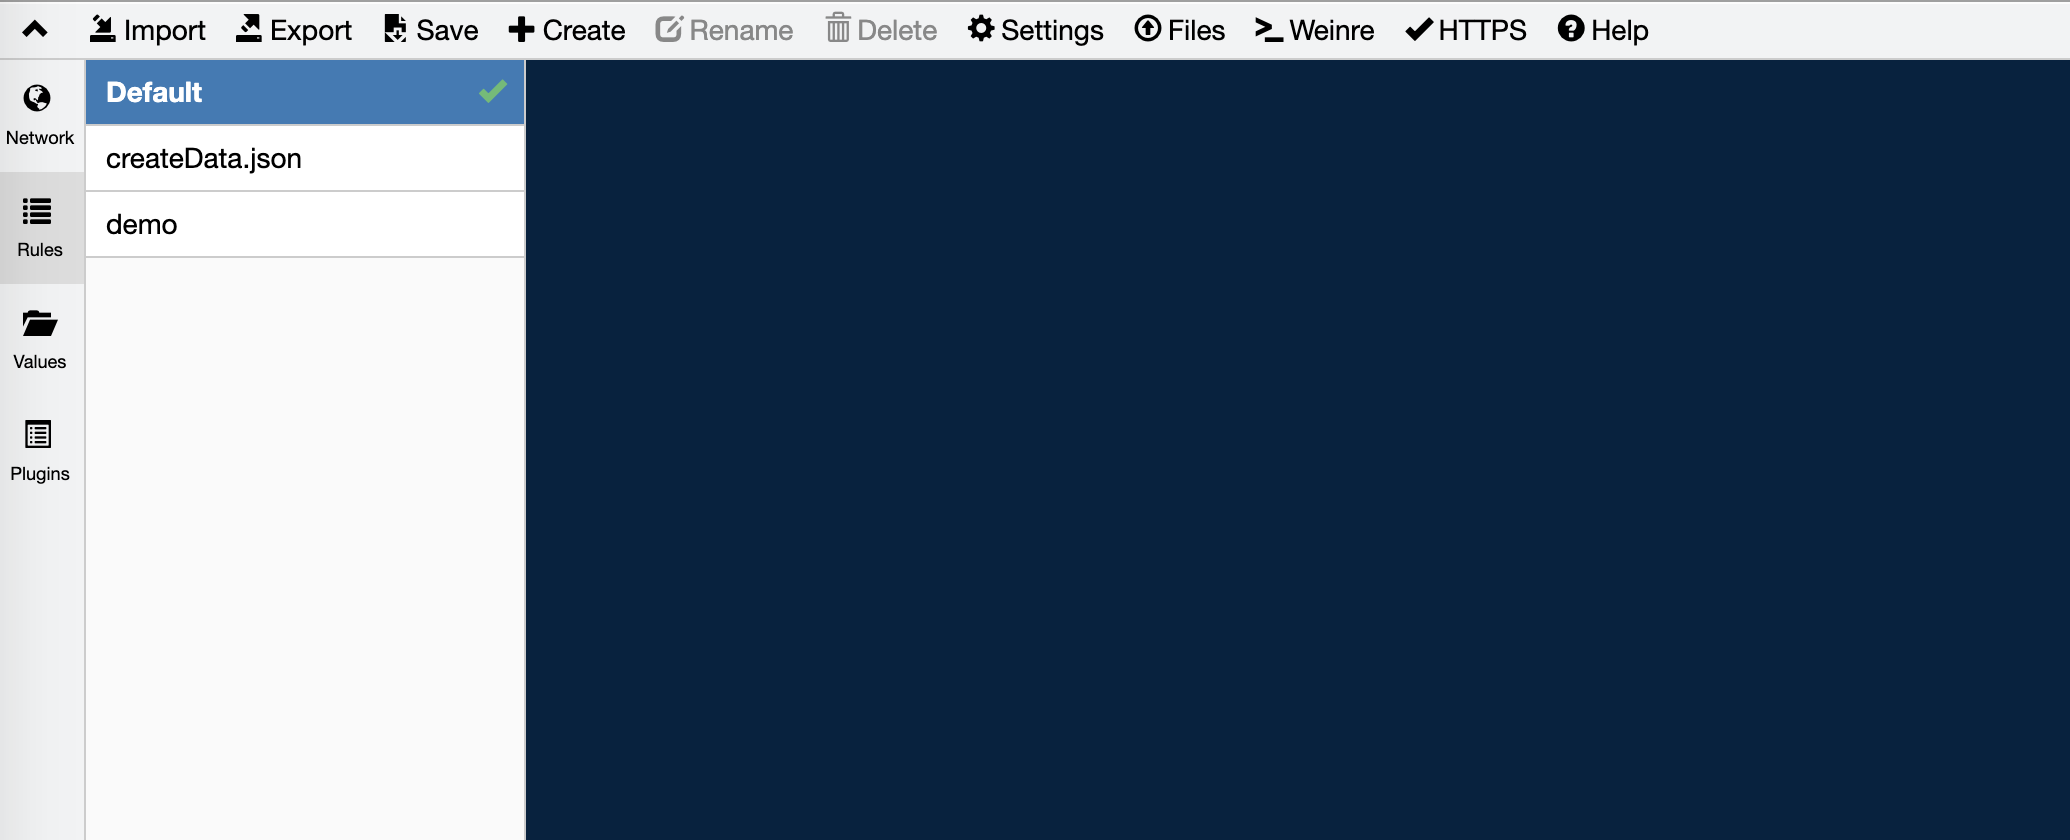 Import Export Save Create Rename Delete Settings Files Weinre HTTPS Help
Network
Rules
Values
Plugins
Default
createData.json
demo